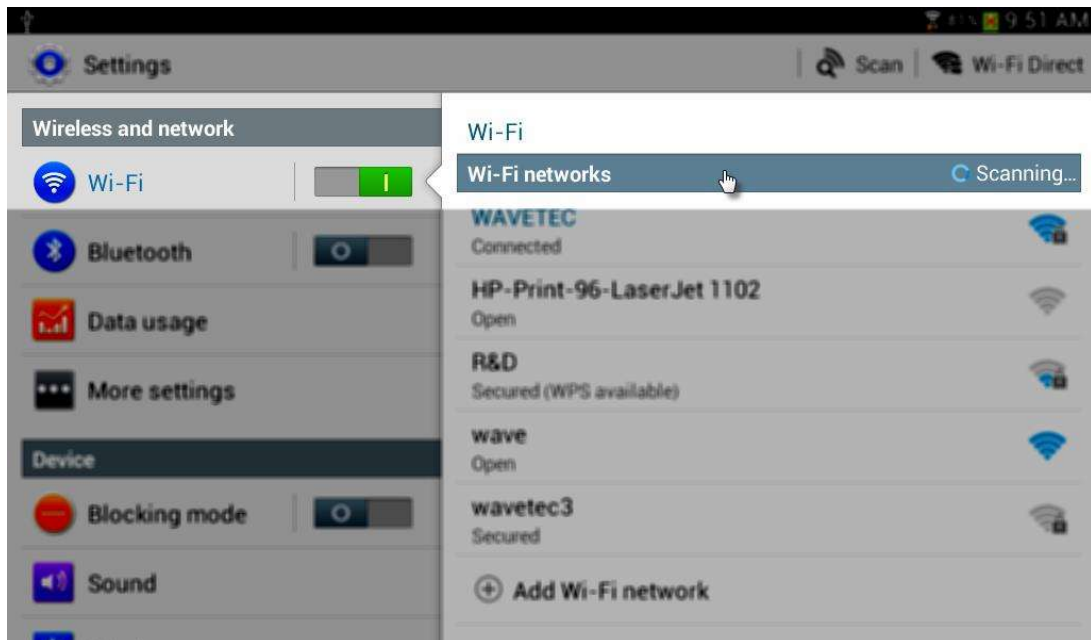 81% 9:51 AM
Settings
Scan
Wi-Fi Direct
Wireless and network
Wi-Fi
Wi-Fi
Wi-Fi networks
Scanning...
WAVETEC
Connected
Bluetooth
HP-Print-96-LaserJet 1102
Open
Data usage
R&D
Secured (WPS available)
More settings
wave
Open
Device
Blocking mode
wavetec3
Secured
Sound
Add Wi-Fi network